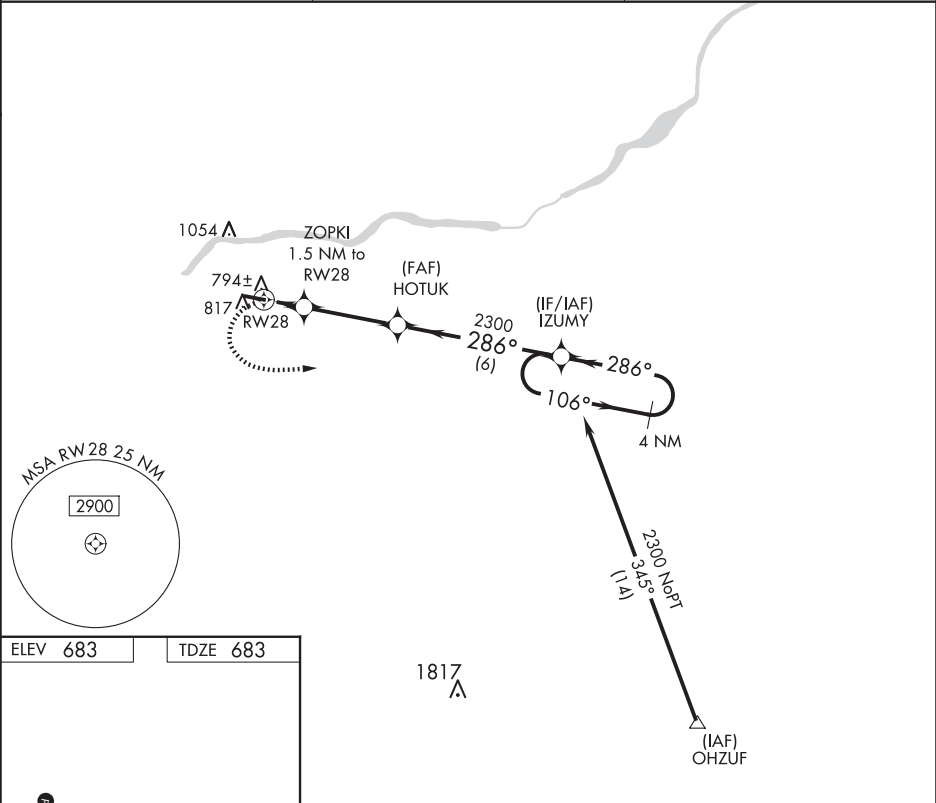 1054
ZOPKI
1.5 NM to
RW28
794±
817
RW28
(FAF)
HOTUK
(IF/IAF)
IZUMY
2300
286°
(6)
286°
106°
4 NM
MSA RW28 25 NM
2900
2300 NoPT
345°
(14)
ELEV 683
TDZE 683
1817
(IAF)
OHZUF